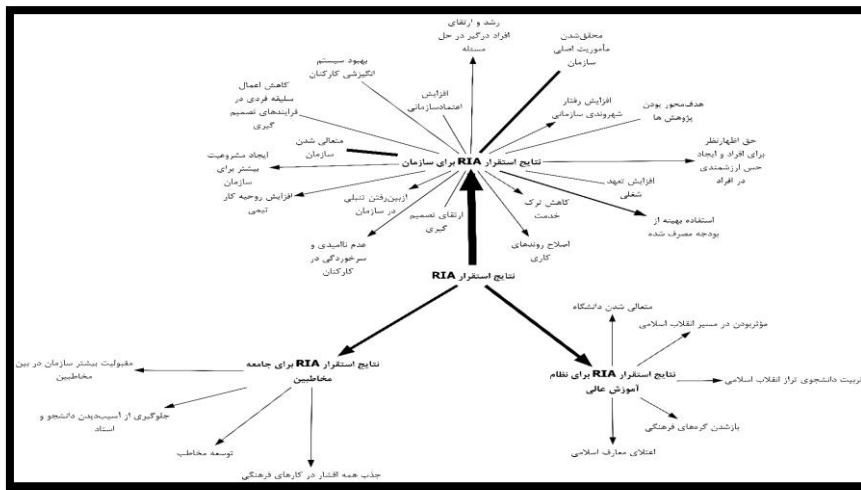 رشد و ارتقای
افراد درگیر در حل
مسئله
محقق‌شدن
مأموریت اصلی
سازمان
بهبود سیستم
انگیزشی کارکنان
کاهش اعمال
سلیقه فردی در
فرایندهای تصمیم
گیری
افزایش
اعتمادسازمانی
افزایش رفتار
شهروندی سازمانی
هدف‌محور بودن
پژوهش ها
متعالی شدن
سازمان
نتایج استقرار RIA برای سازمان
حق اظهارنظر
برای افراد و ایجاد
حس ارزشمندی
در افراد
ایجاد مشروعیت
بیشتر برای
سازمان
افزایش روحیه کار
تیمی
ازبین‌رفتن تنبلی
در سازمان
ارتقای تصمیم
گیری
کاهش ترک
خدمت
افزایش تعهد
شغلی
استفاده بهینه از
بودجه مصرف شده
عدم ناامیدی و
سرخوردگی در
کارکنان
اصلاح روندهای
کاری
نتایج استقرار RIA
متعالی شدن دانشگاه
مؤثربودن در مسیر انقلاب اسلامی
نتایج استقرار RIA برای نظام
آموزش عالی
تربیت دانشجوی تراز انقلاب اسلامی
بازشدن گره‌های فرهنگی
اعتلای معارف اسلامی
نتایج استقرار RIA برای جامعه
مخاطبین
مقبولیت بیشتر سازمان در بین
مخاطبین
جلوگیری از آسیب‌دیدن دانشجو و
استاد
توسعه مخاطب
جذب همه اقشار در کارهای فرهنگی